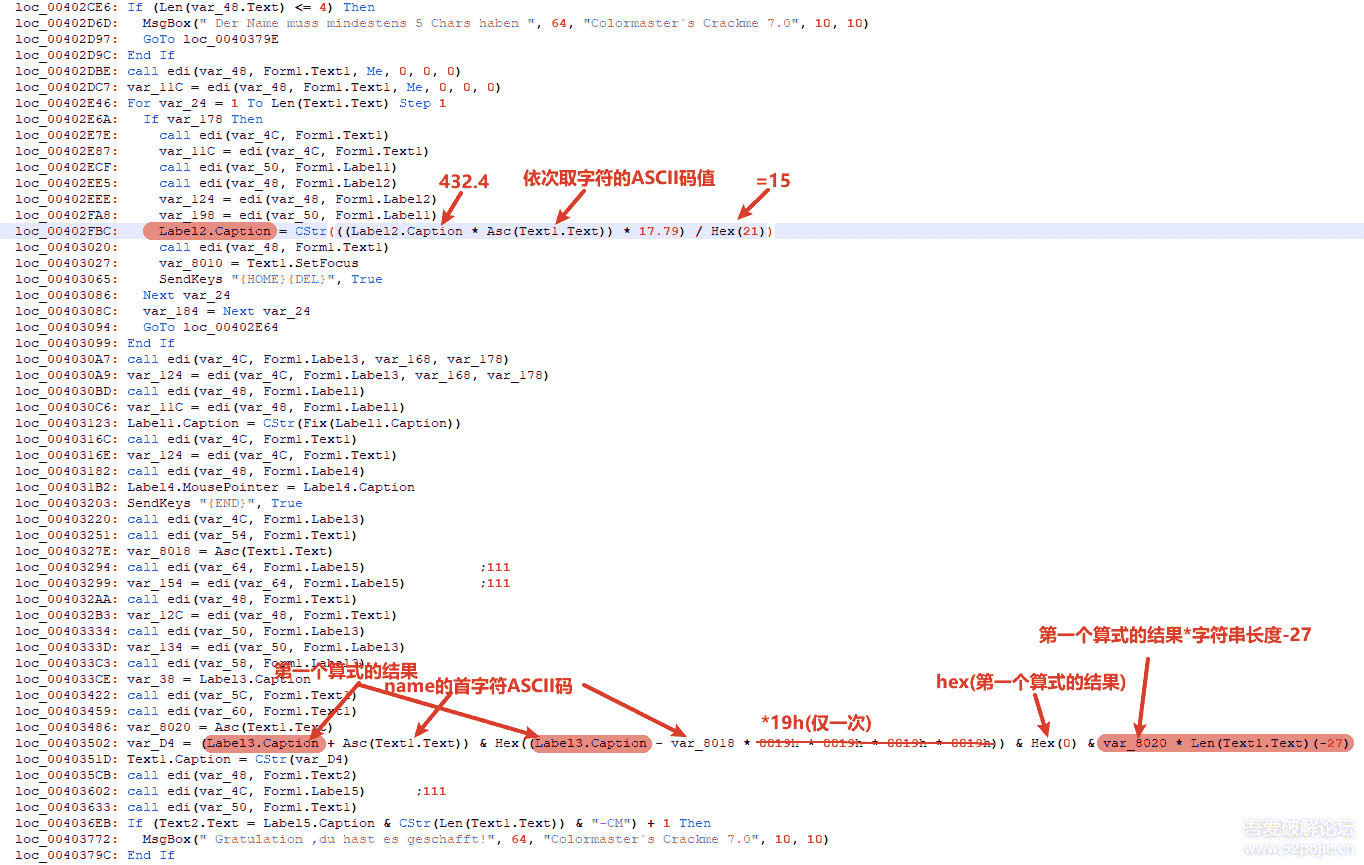 loc_00402CE6: If (Len(var_48.Text) <= 4) Then
loc_00402D6D: MsgBox(" Der Name muss mindestens 5 Chars haben ", 64, "Colormaster´s Crackme 7.0", 10, 10)
loc_00402D97: GoTo loc_0040379E
loc_00402D9C: End If
loc_00402DBE: call edi(var_48, Form1.Text1, Me, 0, 0, 0)
loc_00402DC7: var_11C = edi(var_48, Form1.Text1, Me, 0, 0, 0)
loc_00402E46: For var_24 = 1 To Len(Text1.Text) Step 1
loc_00402E6A: If var_178 Then
loc_00402E7E: call edi(var_4C, Form1.Text1)
loc_00402E87: var_11C = edi(var_4C, Form1.Text1)
loc_00402ECF: call edi(var_50, Form1.Label1)
432.4 依次取字符的ASCII码值 =15
loc_00402EE5: call edi(var_48, Form1.Label2)
loc_00402EEE: var_124 = edi(var_48, Form1.Label2)
loc_00402FA8: var_198 = edi(var_50, Form1.Label1)
loc_00402FBC: Label2.Caption = CStr(((Label2.Caption * Asc(Text1.Text)) * 17.79) / Hex(21))
loc_00403020: call edi(var_48, Form1.Text1)
loc_00403027: var_8010 = Text1.SetFocus
loc_00403065: SendKeys "{HOME}{DEL}", True
loc_00403086: Next var_24
loc_0040308C: var_184 = Next var_24
loc_00403094: GoTo loc_00402E64
loc_00403099: End If
loc_004030A7: call edi(var_4C, Form1.Label3, var_168, var_178)
loc_004030A9: var_124 = edi(var_4C, Form1.Label3, var_168, var_178)
loc_004030BD: call edi(var_48, Form1.Label1)
loc_004030C6: var_11C = edi(var_48, Form1.Label1)
loc_00403123: Label1.Caption = CStr(Fix(Label1.Caption))
loc_0040316C: call edi(var_4C, Form1.Text1)
loc_0040316E: var_124 = edi(var_4C, Form1.Text1)
loc_00403182: call edi(var_48, Form1.Label4)
loc_004031B2: Label4.MousePointer = Label4.Caption
loc_00403203: SendKeys "{END}", True
loc_00403220: call edi(var_4C, Form1.Label3)
loc_00403251: call edi(var_54, Form1.Text1)
loc_0040327E: var_8018 = Asc(Text1.Text)
loc_00403294: call edi(var_64, Form1.Label5) ;111
loc_00403299: var_154 = edi(var_64, Form1.Label5) ;111
loc_004032AA: call edi(var_48, Form1.Text1)
loc_004032B3: var_12C = edi(var_48, Form1.Text1)
loc_00403334: call edi(var_50, Form1.Label3)
第一个算式的结果*字符串长度-27
loc_0040333D: var_134 = edi(var_50, Form1.Label3)
loc_004033C3: call edi(var_58, Form1.Label3)
第一个算式的结果
loc_004033CE: var_38 = Label3.Caption
name的首字符ASCII码
hex(第一个算式的结果)
loc_00403422: call edi(var_5C, Form1.Text1)
loc_00403459: call edi(var_60, Form1.Text1)
*19h(仅一次)
loc_00403486: var_8020 = Asc(Text1.Text)
loc_00403502: var_D4 = (Label3.Caption + Asc(Text1.Text)) & Hex((Label3.Caption - var_8018 * 0019h * 0019h * 0019h * 0019h)) & Hex(0) & var_8020 * Len(Text1.Text)(-27)
loc_0040351D: Text1.Caption = CStr(var_D4)
loc_004035CB: call edi(var_48, Form1.Text2)
loc_00403602: call edi(var_4C, Form1.Label5) ;111
loc_00403633: call edi(var_50, Form1.Text1)
loc_004036EB: If (Text2.Text = Label5.Caption & CStr(Len(Text1.Text)) & "-CM") + 1 Then
loc_00403772: MsgBox(" Gratulation ,du hast es geschafft!", 64, "Colormaster´s Crackme 7.0", 10, 10)
loc_0040379C: End If
吾爱破解论坛
www.52pojie.cn